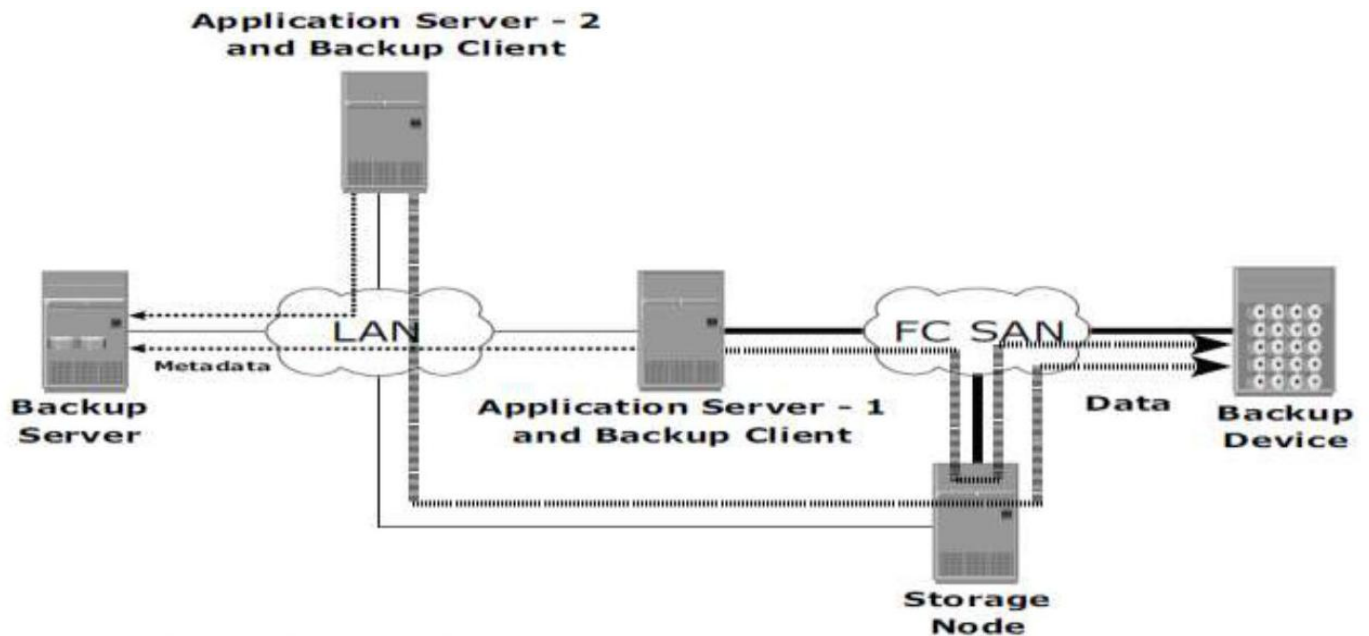 Application Server - 2
and Backup Client
LAN
FC SAN
Metadata
Backup
Server
Application Server - 1
and Backup Client
Data
Backup
Device
Storage
Node